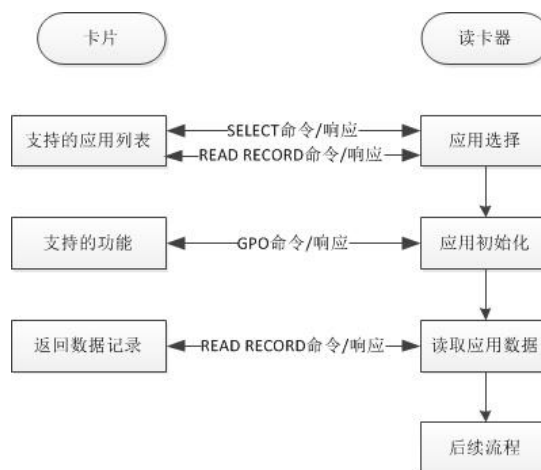 卡片
读卡器
支持的应用列表
SELECT命令/响应
READ RECORD命令/响应
应用选择
支持的功能
GPO命令/响应
应用初始化
返回数据记录
READ RECORD命令/响应
读取应用数据
后续流程